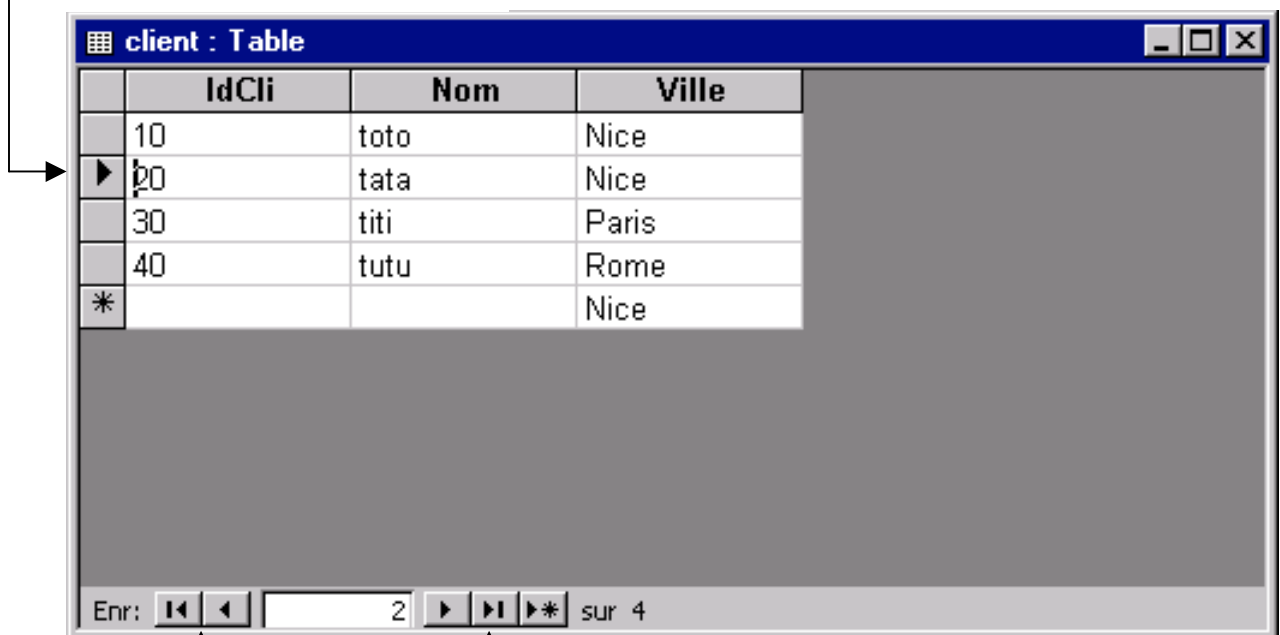 client : Table
IdCli Nom Ville
10 toto Nice
20 tata Nice
30 titi Paris
40 tutu Rome
* Nice
Enr: 2 sur 4